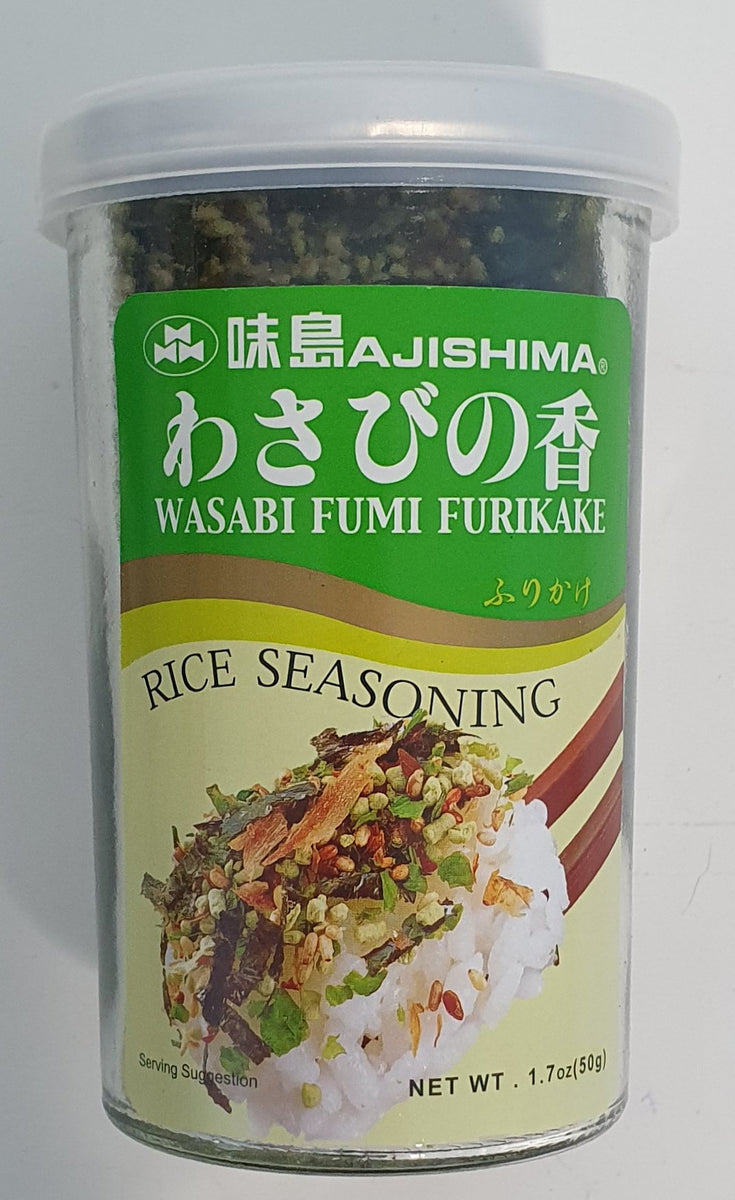 味島AJISHIMA®
わさびの香
WASABI FUMI FURIKAKE
ふりかけ
RICE SEASONING
Serving Suggestion
NET WT . 1.7oz(50g)